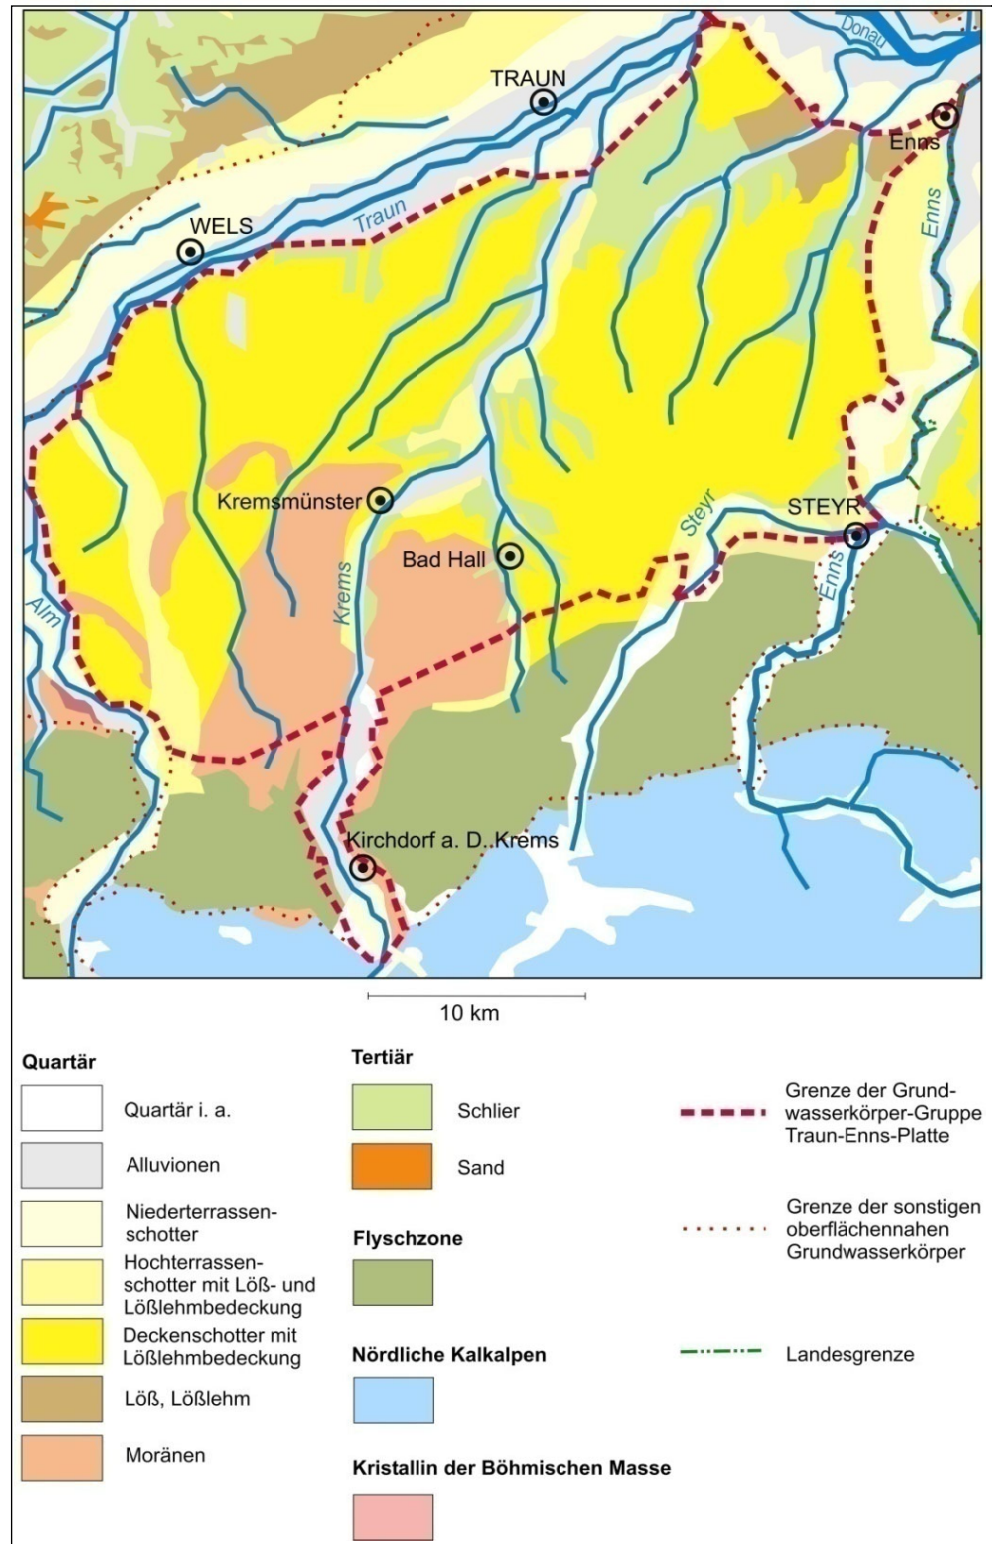 Donau
TRAUN
Enns
WELS
Traun
Enns
Kremsmünster
STEYR
Steyr
Bad Hall
Krems
Enns
Alm
Kirchdorf a. D..Krems
10 km
Quartär
Quartär i. a.
Alluvionen
Niederterrassen-
schotter
Hochterrassen-
schotter mit Löß- und
Lößlehmbedeckung
Deckenschotter mit
Lößlehmbedeckung
Löß, Lößlehm
Moränen
Tertiär
Schlier
Sand
Flyschzone
Nördliche Kalkalpen
Kristallin der Böhmischen Masse
Grenze der Grund-
wasserkörper-Gruppe
Traun-Enns-Platte
Grenze der sonstigen
oberflächennahen
Grundwasserkörper
Landesgrenze